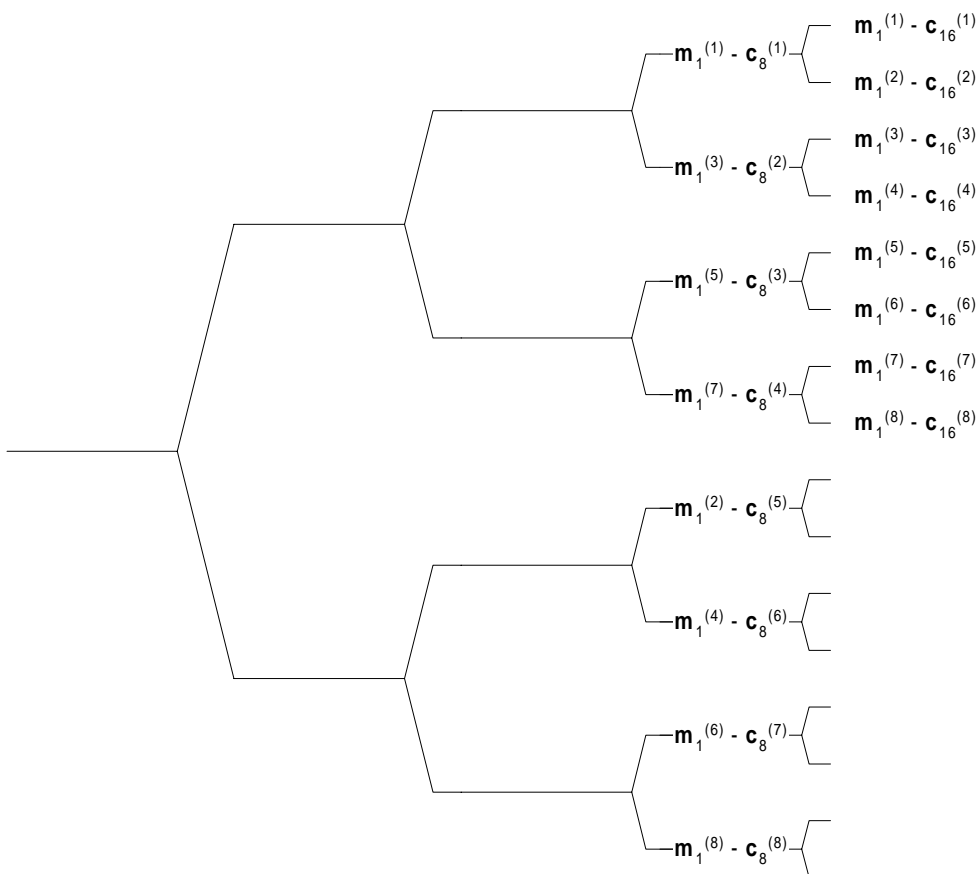 m₁⁽¹⁾ - c₁₆⁽¹⁾
m₁⁽¹⁾ - c₈⁽¹⁾
m₁⁽²⁾ - c₁₆⁽²⁾
m₁⁽³⁾ - c₁₆⁽³⁾
m₁⁽³⁾ - c₈⁽²⁾
m₁⁽⁴⁾ - c₁₆⁽⁴⁾
m₁⁽⁵⁾ - c₁₆⁽⁵⁾
m₁⁽⁵⁾ - c₈⁽³⁾
m₁⁽⁶⁾ - c₁₆⁽⁶⁾
m₁⁽⁷⁾ - c₁₆⁽⁷⁾
m₁⁽⁷⁾ - c₈⁽⁴⁾
m₁⁽⁸⁾ - c₁₆⁽⁸⁾
m₁⁽²⁾ - c₈⁽⁵⁾
m₁⁽⁴⁾ - c₈⁽⁶⁾
m₁⁽⁶⁾ - c₈⁽⁷⁾
m₁⁽⁸⁾ - c₈⁽⁸⁾